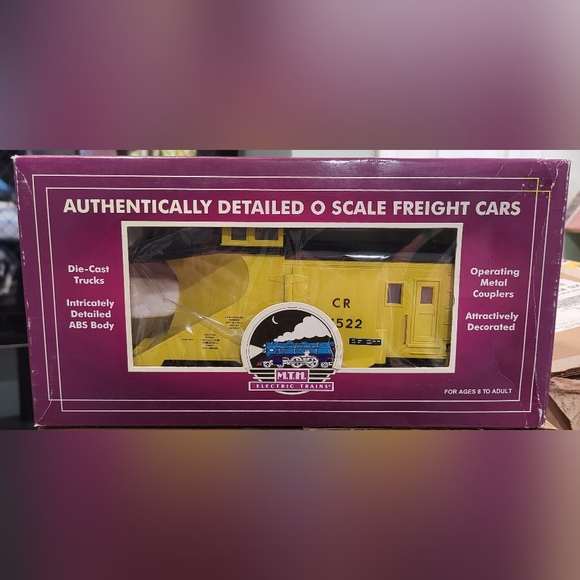 AUTHENTICALLY DETAILED O SCALE FREIGHT CARS
Die-Cast
Trucks
Intricately
Detailed
ABS Body
Operating
Metal
Couplers
Attractively
Decorated
CR
522
M.T.H.
ELECTRIC TRAINS
FOR AGES 8 TO ADULT